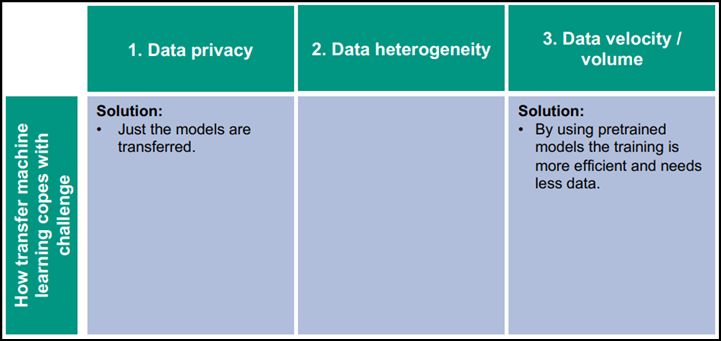 1. Data privacy
2. Data heterogeneity
3. Data velocity /
volume
How transfer machine
learning copes with
challenge
Solution:
• Just the models are
transferred.
Solution:
• By using pretrained
models the training is
more efficient and needs
less data.